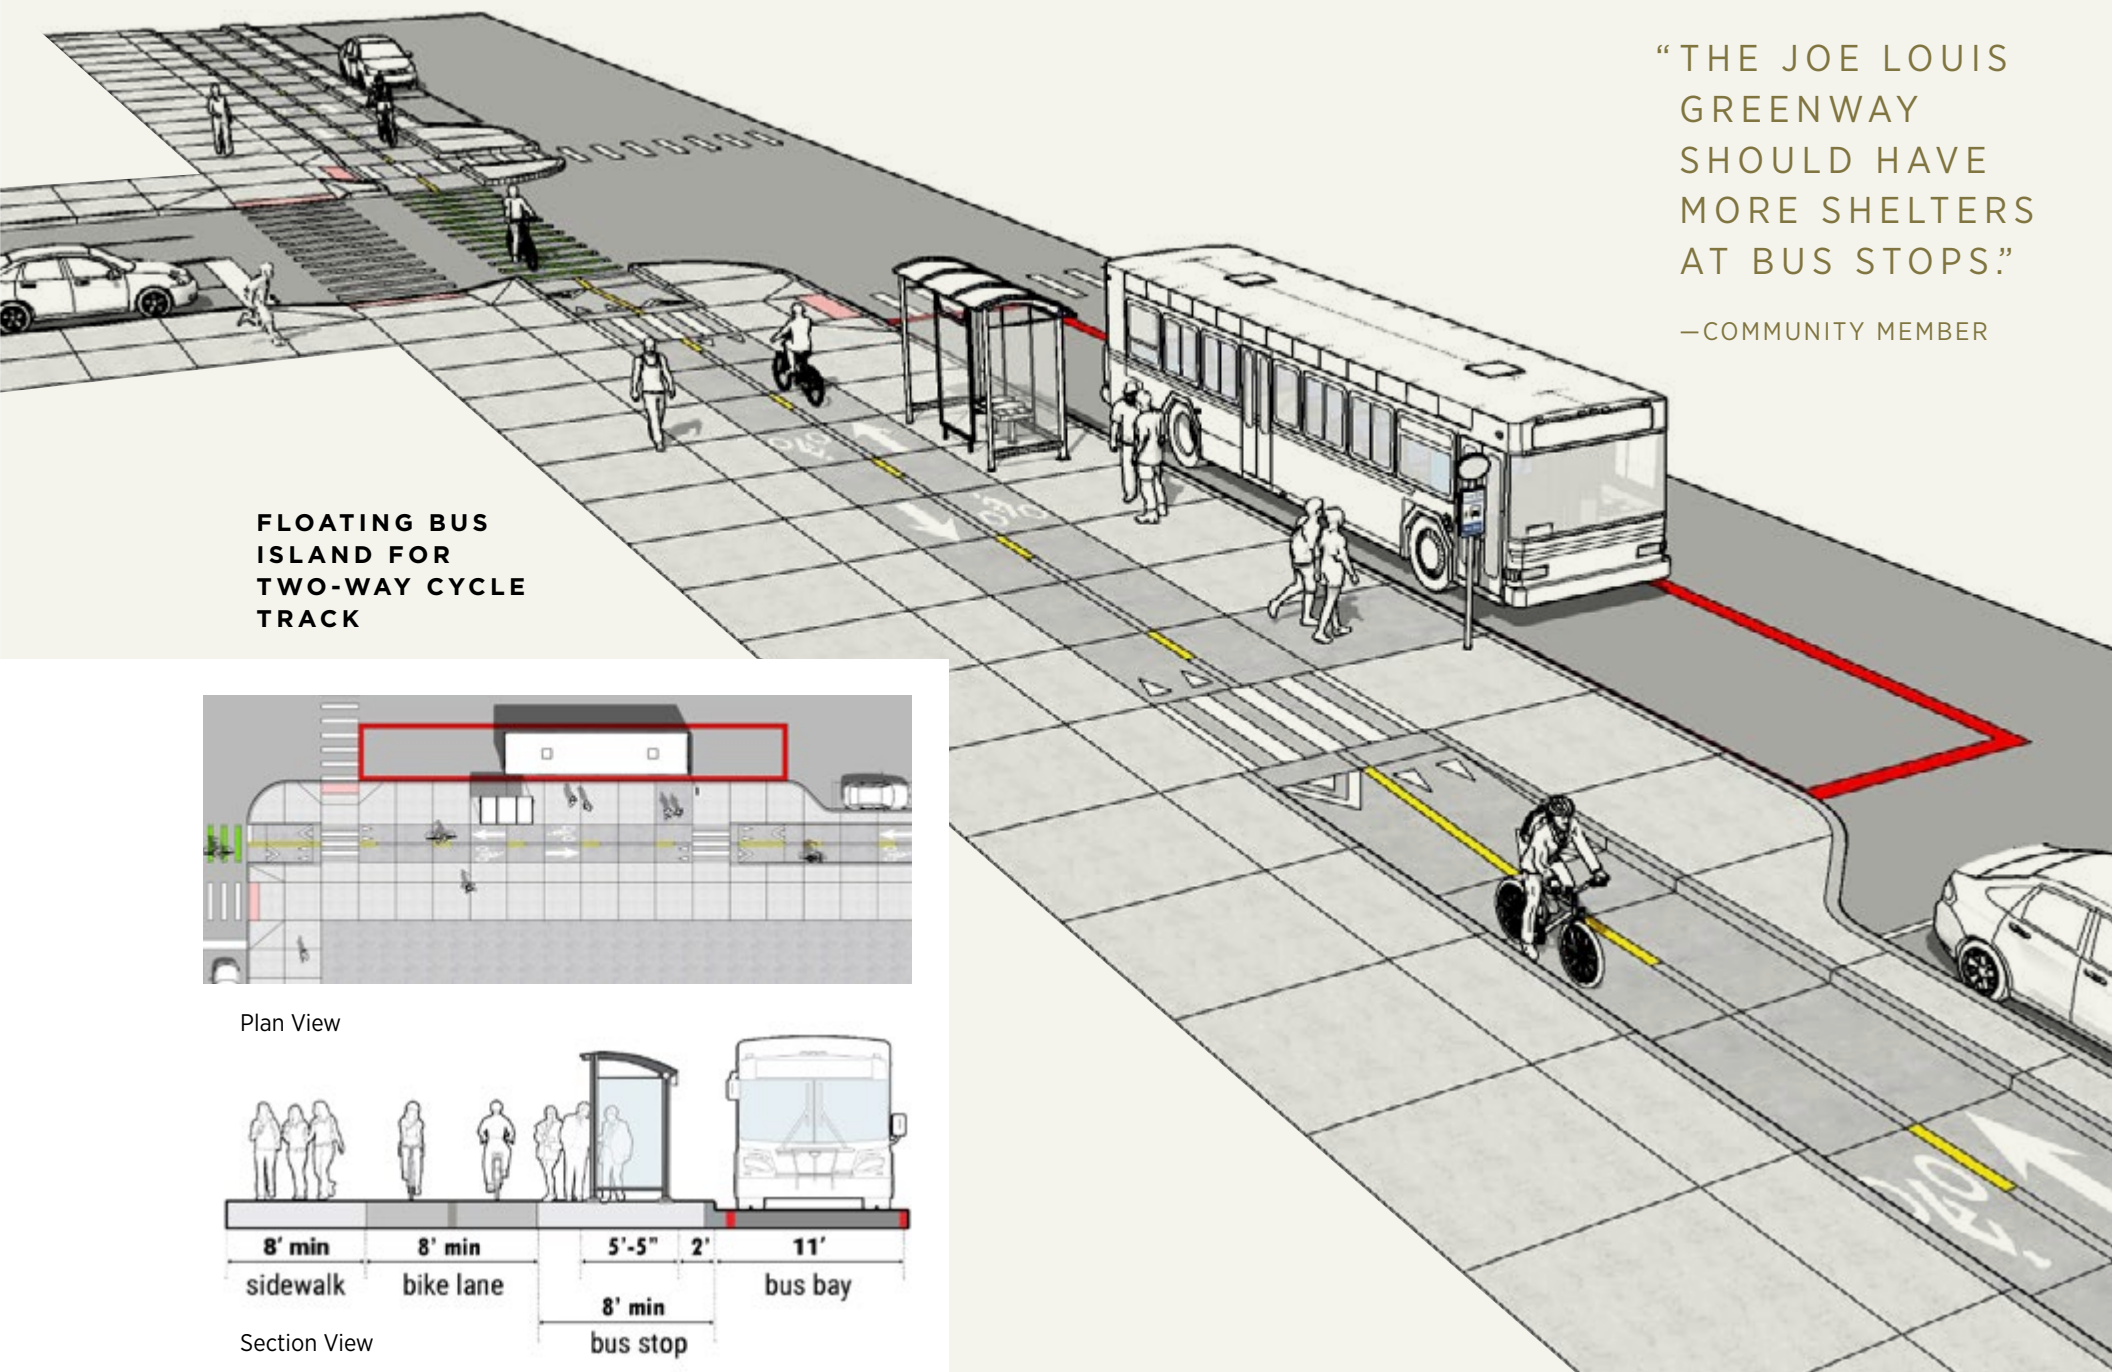 “ THE JOE LOUIS
GREENWAY
SHOULD HAVE
MORE SHELTERS
AT BUS STOPS.”
—COMMUNITY MEMBER
FLOATING BUS
ISLAND FOR
TWO-WAY CYCLE
TRACK
Plan View
8' min
8' min
5'-5"
2'
11'
sidewalk
bike lane
bus bay
8' min
bus stop
Section View